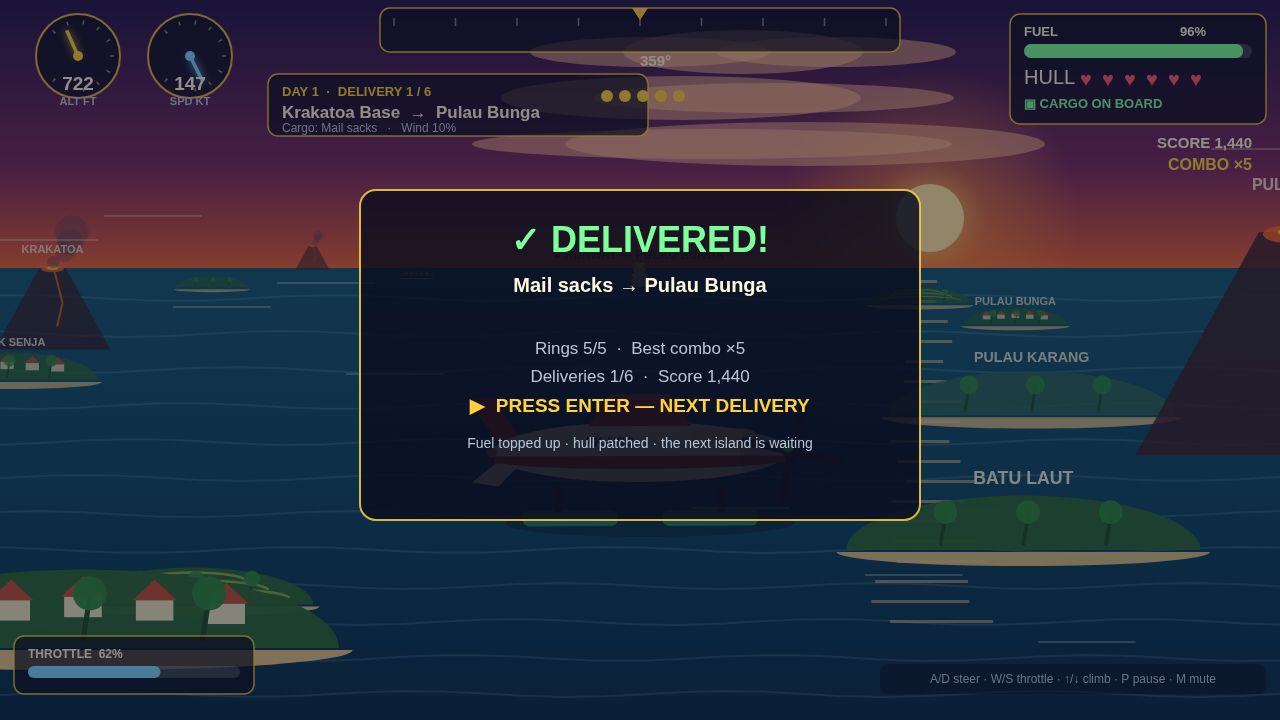 722
ALT FT
147
SPD KT
359°
DAY 1 · DELIVERY 1 / 6
Krakatoa Base → Pulau Bunga
Cargo: Mail sacks · Wind 10%
FUEL 96%
HULL ♥ ♥ ♥ ♥ ♥ ♥
▣ CARGO ON BOARD
SCORE 1,440
COMBO ×5
PUL
KRAKATOA
✓ DELIVERED!
Mail sacks → Pulau Bunga
PULAU BUNGA
K SENJA
PULAU KARANG
Rings 5/5 · Best combo ×5
Deliveries 1/6 · Score 1,440
▶ PRESS ENTER — NEXT DELIVERY
Fuel topped up · hull patched · the next island is waiting
BATU LAUT
THROTTLE 62%
A/D steer · W/S throttle · ↑/↓ climb · P pause · M mute